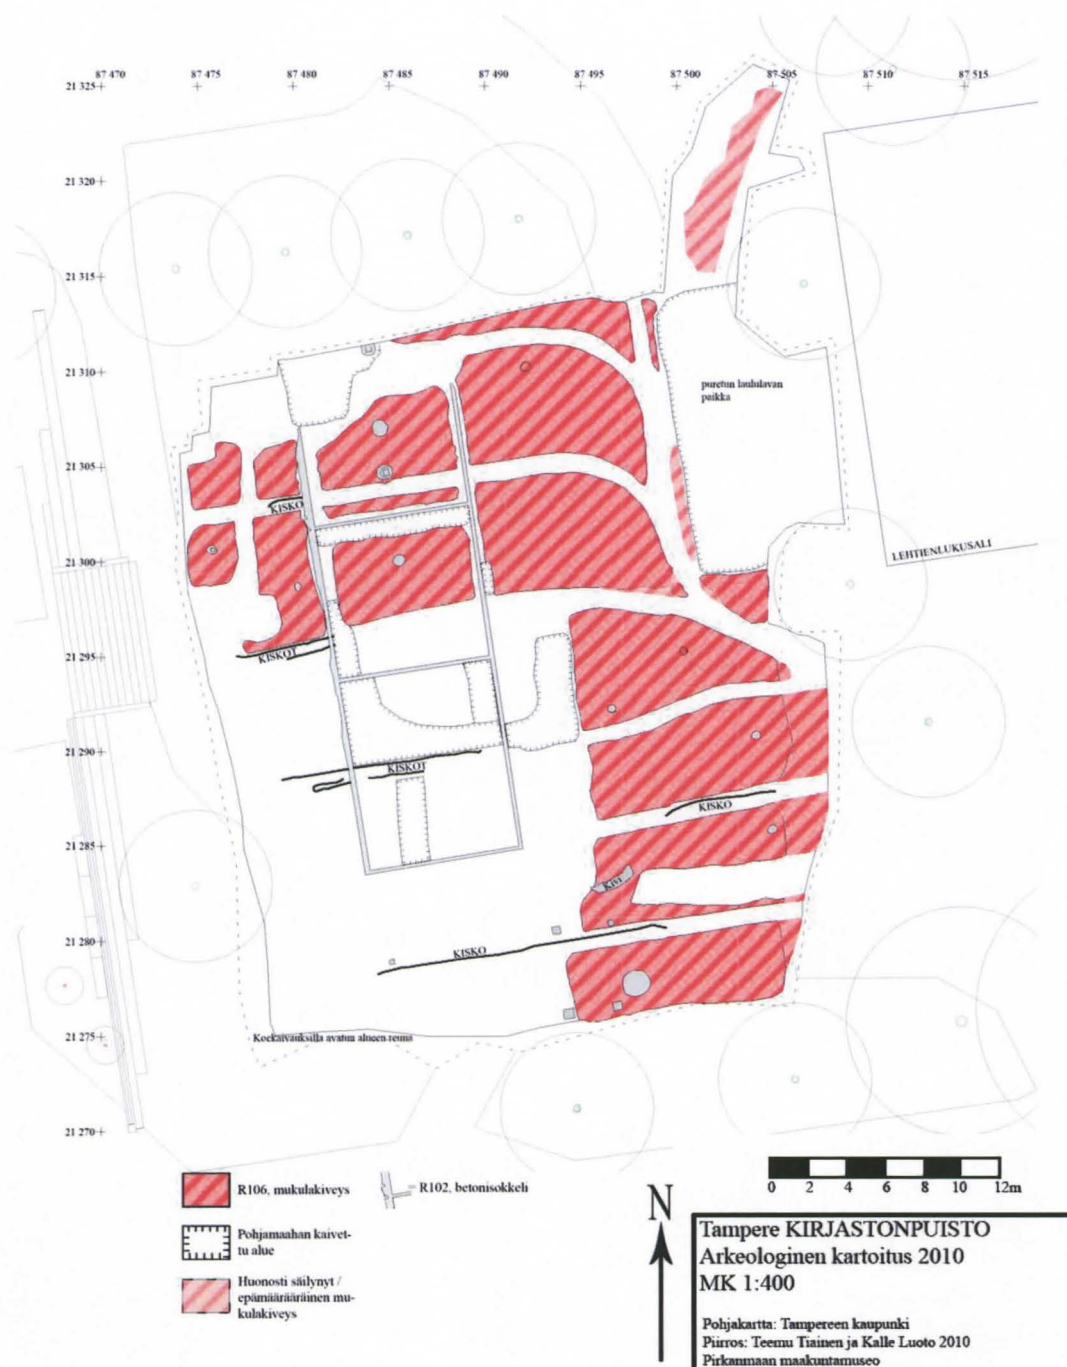 87 470 87 475 87 480 87 485 87 490 87 495 87 500 87 505 87 510 87 515
21 325
21 320
21 315
21 310
puretun laululavan
paikka
21 305
KISKO
21 300
LEHTIENLUKUSALI
21 295
KISKOT
21 290
KISKOT
KISKO
21 285
Kivi
21 280
KISKO
21 275
Koekaivauksilla avatun alueen reuna
21 270
R106, mukulakiveys
R102, betonisokkeli
Pohjamaahan kaivet-
tu alue
Huonosti säilynyt /
epämäärääräinen mu-
kulakiveys
0 2 4 6 8 10 12m
N
Tampere KIRJASTONPUISTO
Arkeologinen kartoitus 2010
MK 1:400
Pohjakartta: Tampereen kaupunki
Piirros: Teemu Tiainen ja Kalle Luoto 2010
Pirkanmaan maakuntamuseo